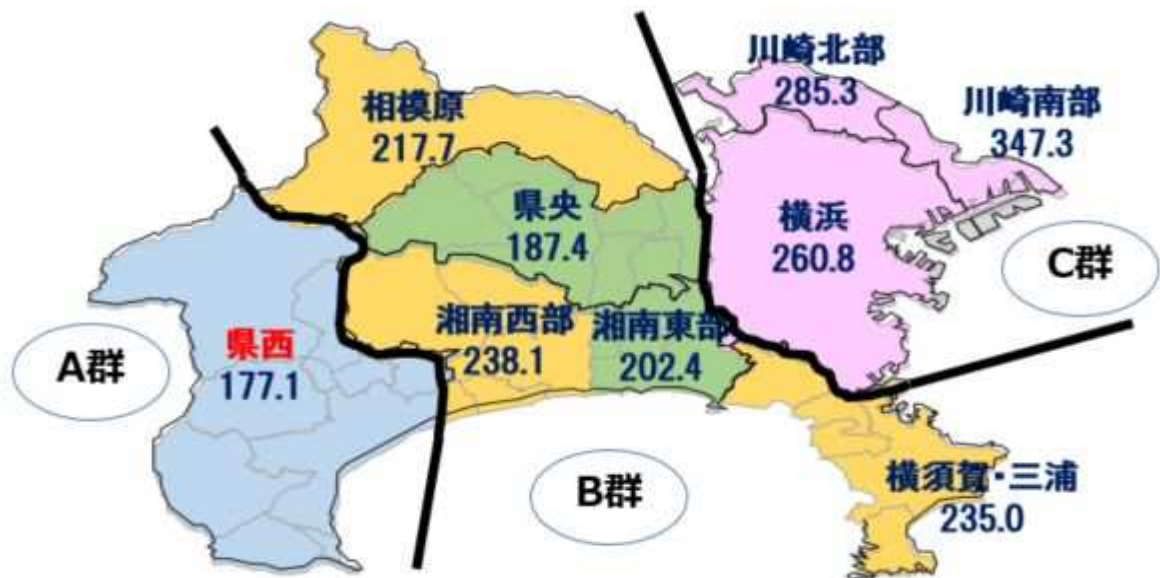 川崎北部
285.3
川崎南部
347.3
相模原
217.7
県央
187.4
横浜
260.8
C群
湘南西部
238.1
湘南東部
202.4
県西
177.1
A群
B群
横須賀・三浦
235.0